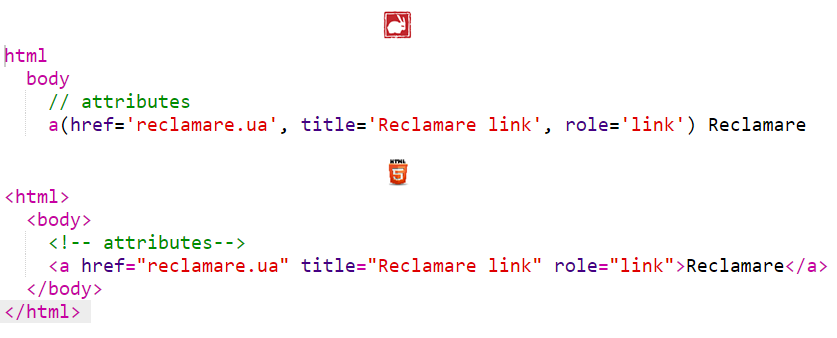 html
  body
    // attributes
    a(href='reclamare.ua', title='Reclamare link', role='link') Reclamare
HTML
5
<html>
  <body>
    <!-- attributes-->
    <a href="reclamare.ua" title="Reclamare link" role="link">Reclamare</a>
  </body>
</html>